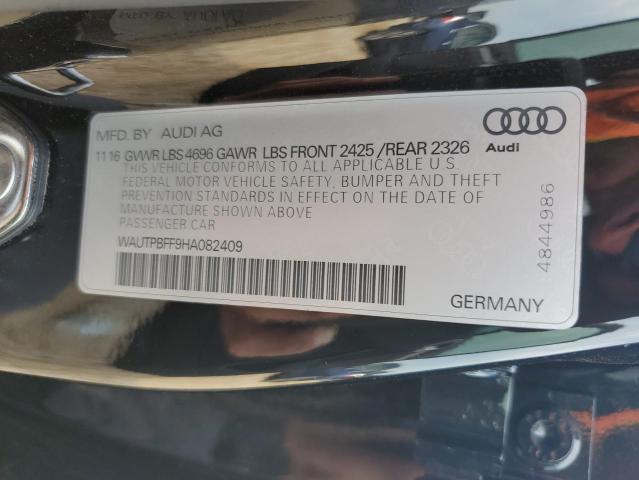 MFD. BY AUDI AG
11 16 GVWR LBS 4696 GAWR LBS FRONT 2425 /REAR 2326
THIS VEHICLE CONFORMS TO ALL APPLICABLE U.S.
FEDERAL MOTOR VEHICLE SAFETY, BUMPER AND THEFT
PREVENTION STANDARDS IN EFFECT ON THE DATE OF
MANUFACTURE SHOWN ABOVE
PASSENGER CAR
WAUTPBFF9HA082409
Audi
4844986
GERMANY